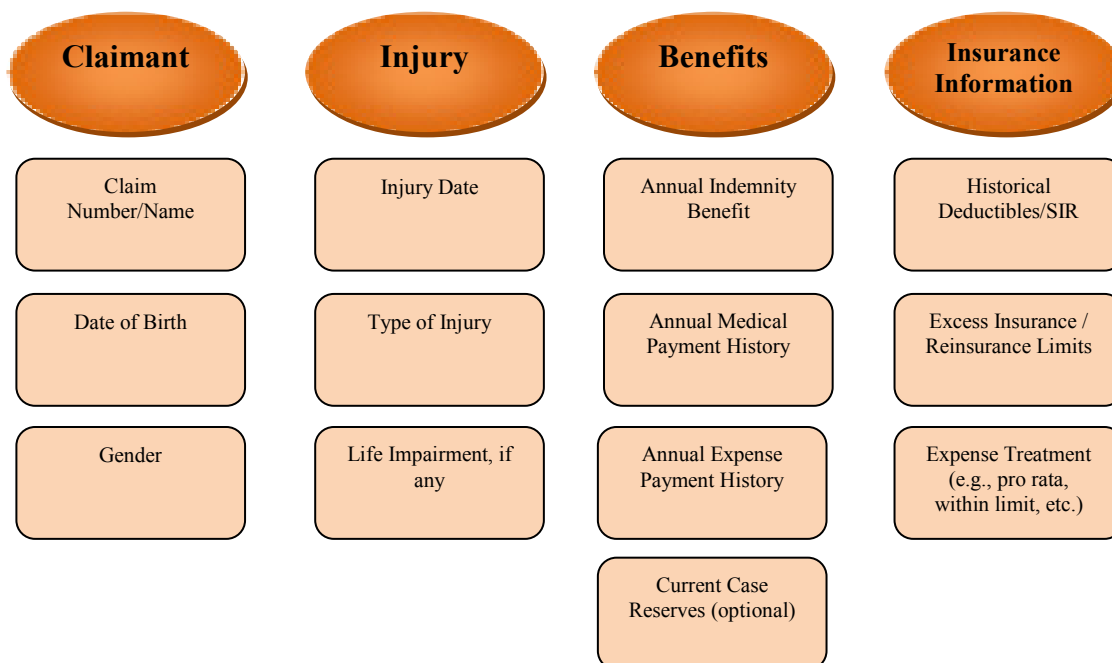 Claimant
Injury
Benefits
Insurance
Information
Claim
Number/Name
Injury Date
Annual Indemnity
Benefit
Historical
Deductibles/SIR
Date of Birth
Type of Injury
Annual Medical
Payment History
Excess Insurance /
Reinsurance Limits
Gender
Life Impairment, if
any
Annual Expense
Payment History
Expense Treatment
(e.g., pro rata,
within limit, etc.)
Current Case
Reserves (optional)